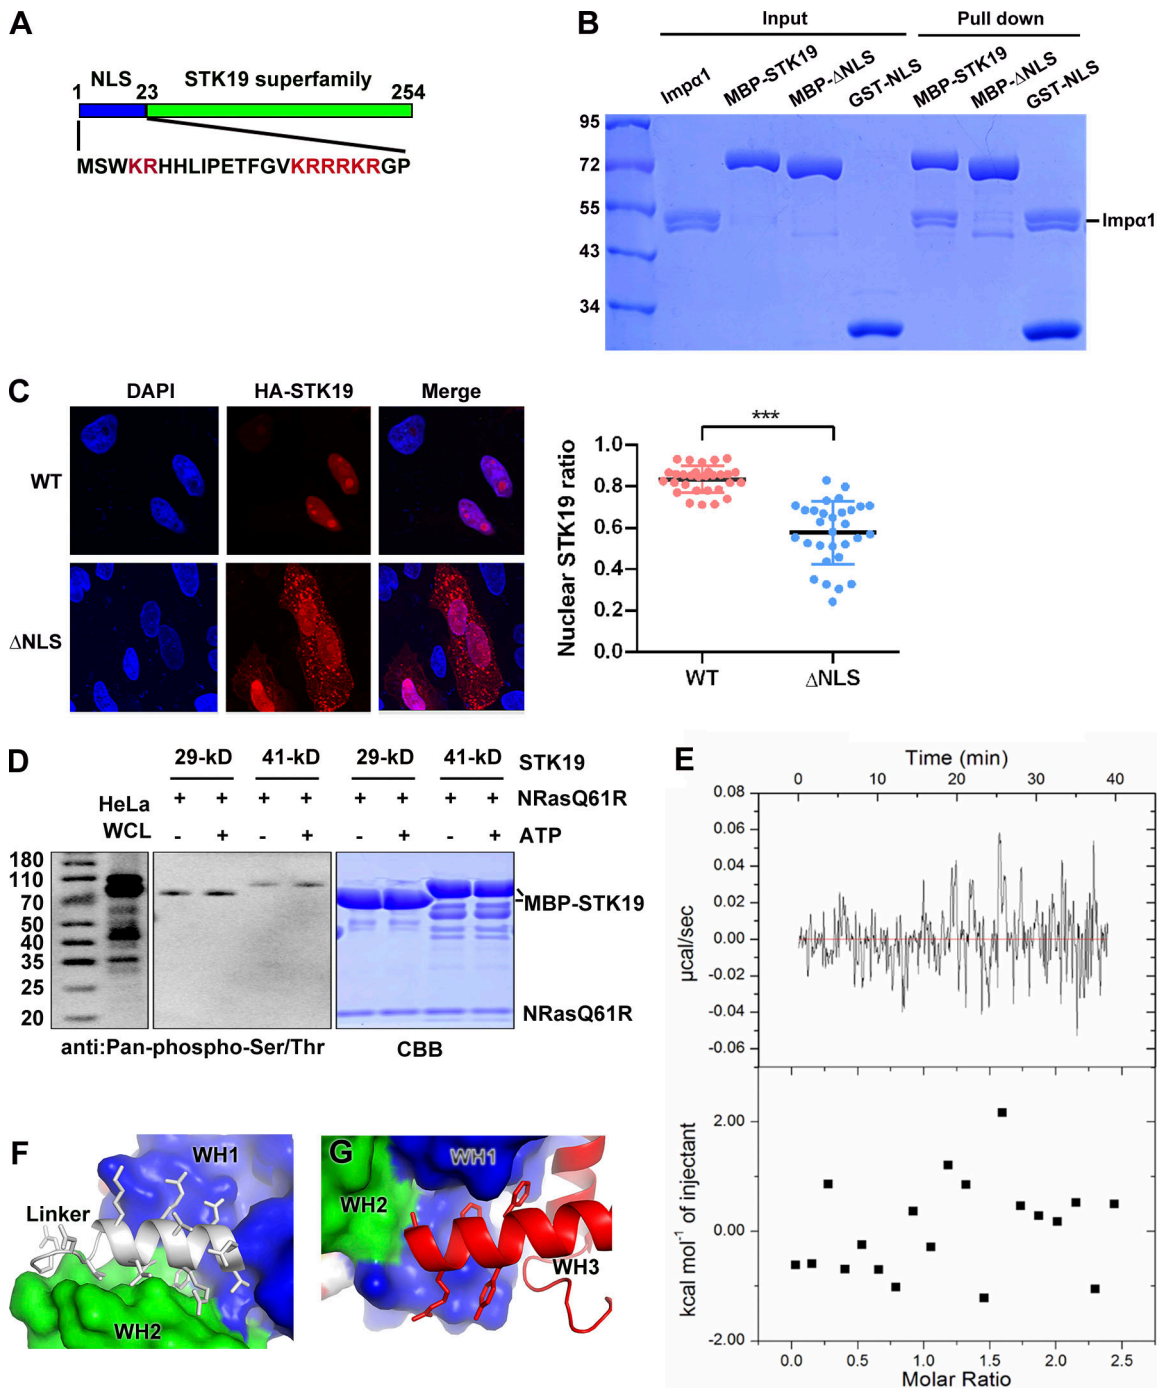 A
NLS STK19 superfamily
1 23 254
MSWKRHHLIPETFGVKRRRKRGP
B
Input Pull down
Impα1 MBP-STK19 MBP-ΔNLS GST-NLS MBP-STK19 MBP-ΔNLS GST-NLS
95
72
55
43
34
Impα1
C
DAPI HA-STK19 Merge
WT
ΔNLS
***
Nuclear STK19 ratio
1.0
0.8
0.6
0.4
0.2
0.0
WT ΔNLS
D
29-kD 41-kD 29-kD 41-kD STK19
+ + + + + + + + NRasQ61R
HeLa
WCL
- + - + - + - + ATP
180
110
70
50
40
35
25
20
MBP-STK19
NRasQ61R
anti:Pan-phospho-Ser/Thr CBB
E
Time (min)
0 10 20 30 40
0.08
0.06
0.04
0.02
0.00
-0.02
-0.04
-0.06
µcal/sec
2.00
0.00
-2.00
kcal mol⁻¹ of injectant
0.0 0.5 1.0 1.5 2.0 2.5
Molar Ratio
F
WH1
Linker
WH2
G
WH1
WH2
WH3